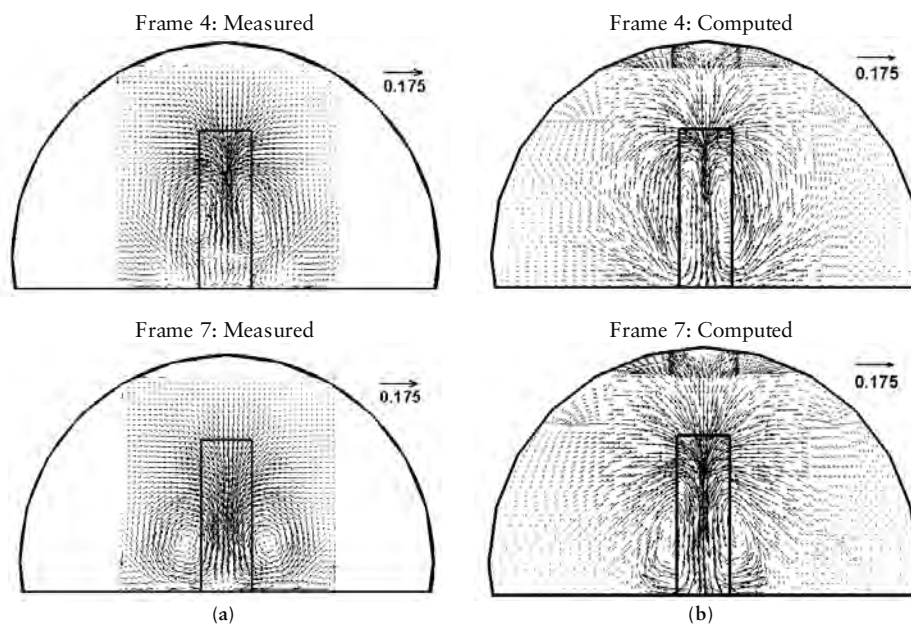 Frame 4: Measured
Frame 4: Computed
0.175
0.175
Frame 7: Measured
Frame 7: Computed
0.175
0.175
(a)
(b)